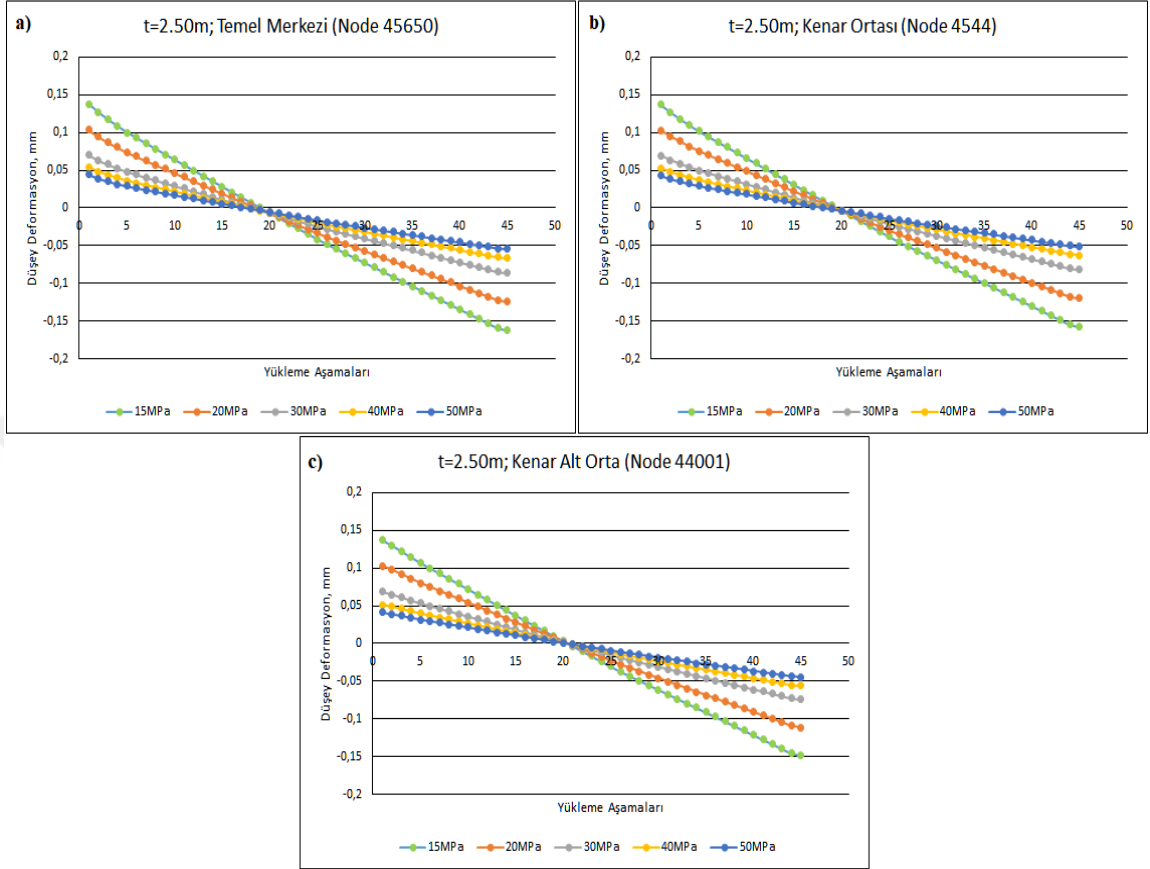 a)
t=2.50m; Temel Merkezi (Node 45650)
0,2
0,15
0,1
0,05
0
-0,05
-0,1
-0,15
-0,2
0 5 10 15 20 25 30 35 40 45 50
Düşey Deformasyon, mm
Yükleme Aşamaları
15MPa 20MPa 30MPa 40MPa 50MPa
b)
t=2.50m; Kenar Ortası (Node 4544)
0,2
0,15
0,1
0,05
0
-0,05
-0,1
-0,15
-0,2
0 5 10 15 20 25 30 35 40 45 50
Düşey Deformasyon, mm
Yükleme Aşamaları
15MPa 20MPa 30MPa 40MPa 50MPa
c)
t=2.50m; Kenar Alt Orta (Node 44001)
0,2
0,15
0,1
0,05
0
-0,05
-0,1
-0,15
-0,2
0 5 10 15 20 25 30 35 40 45 50
Düşey Deformasyon, mm
Yükleme Aşamaları
15MPa 20MPa 30MPa 40MPa 50MPa